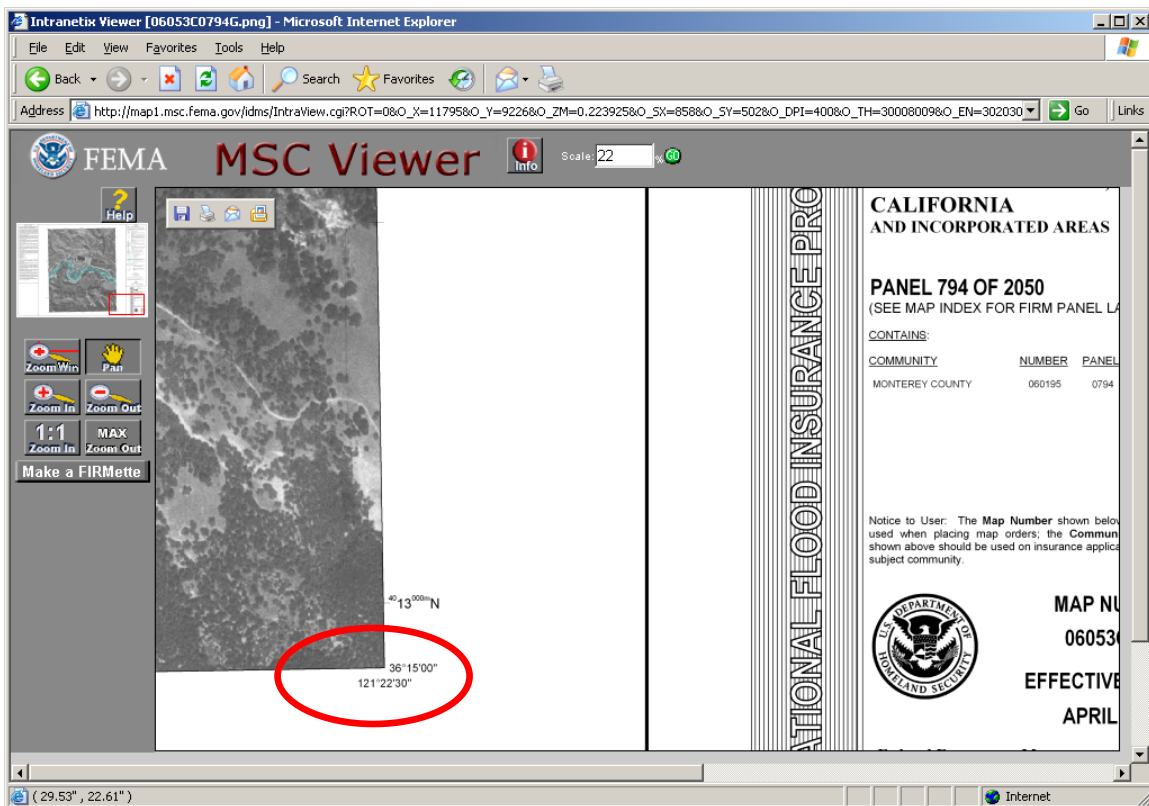 Intranetix Viewer [06053C0794G.png] - Microsoft Internet Explorer
File Edit View Favorites Tools Help
Back Search Favorites
Address http://map1.msc.fema.gov/idms/IntraView.cgi?ROT=0&O_X=11795&O_Y=9226&O_ZM=0.223925&O_SX=858&O_SY=502&O_DPI=400&O_TH=30008009&O_EN=302030 Go Links
FEMA MSC Viewer Info Scale: 22 % GO
Help
ZoomWin Pan
Zoom In Zoom Out
1:1 Zoom In MAX Zoom Out
Make a FIRMette
40 13 000m N
36°15'00"
121°22'30"
NATIONAL FLOOD INSURANCE PRO
CALIFORNIA
AND INCORPORATED AREAS
PANEL 794 OF 2050
(SEE MAP INDEX FOR FIRM PANEL LA
CONTAINS:
COMMUNITY NUMBER PANEL
MONTEREY COUNTY 060195 0794
Notice to User: The Map Number shown below
used when placing map orders; the Commun
shown above should be used on insurance applica
subject community.
U.S. DEPARTMENT OF HOMELAND SECURITY
MAP NU
06053
EFFECTIVE
APRIL
(29.53", 22.61")
Internet